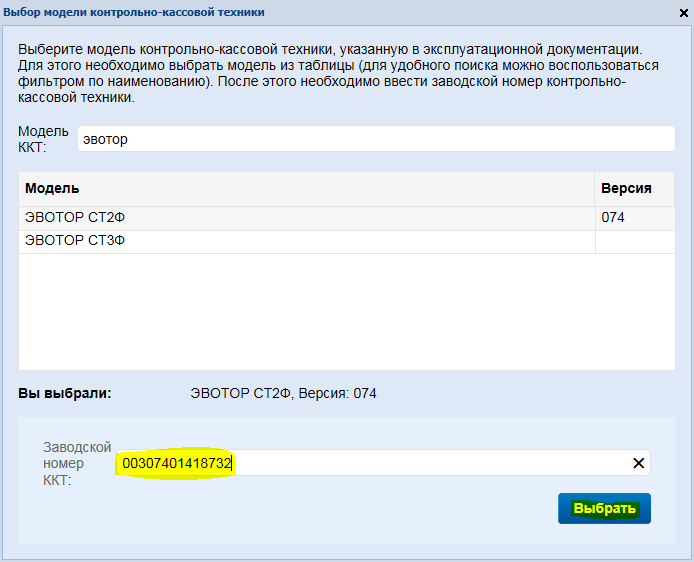 Выбор модели контрольно-кассовой техники
Выберите модель контрольно-кассовой техники, указанную в эксплуатационной документации.
Для этого необходимо выбрать модель из таблицы (для удобного поиска можно воспользоваться
фильтром по наименованию). После этого необходимо ввести заводской номер контрольно-
кассовой техники.
Модель
ККТ:
эвотор
Модель Версия
ЭВОТОР СТ2Ф 074
ЭВОТОР СТ3Ф
Вы выбрали: ЭВОТОР СТ2Ф, Версия: 074
Заводской
номер
ККТ:
00307401418732
Выбрать